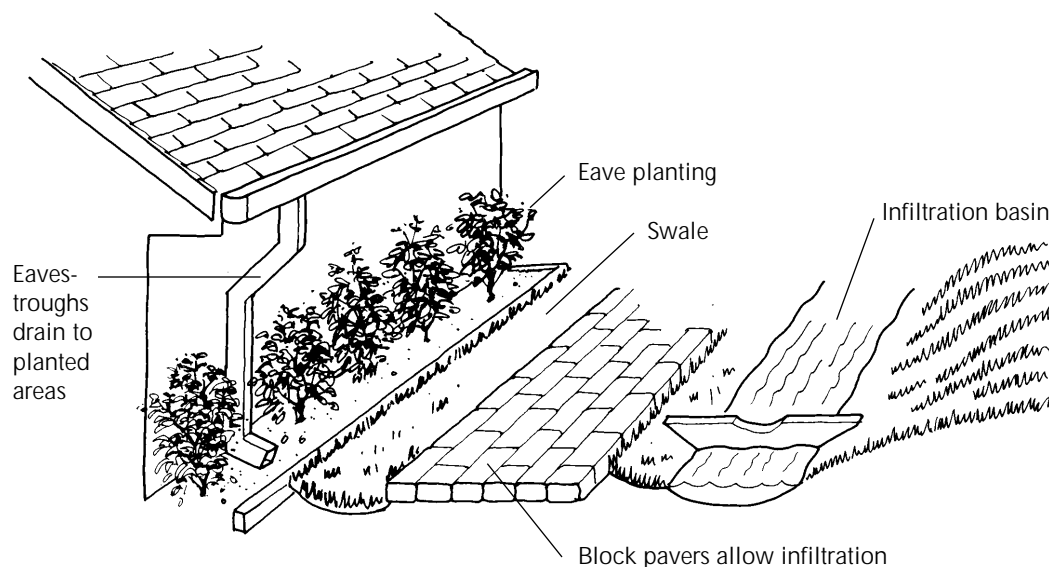 Eave planting
Infiltration basin
Swale
Eaves-
troughs
drain to
planted
areas
Block pavers allow infiltration